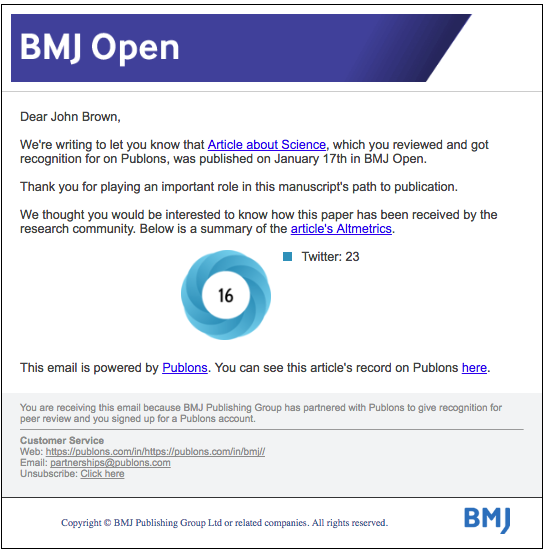 BMJ Open
Dear John Brown,
We're writing to let you know that Article about Science, which you reviewed and got
recognition for on Publons, was published on January 17th in BMJ Open.
Thank you for playing an important role in this manuscript's path to publication.
We thought you would be interested to know how this paper has been received by the
research community. Below is a summary of the article's Altmetrics.
16
Twitter: 23
This email is powered by Publons. You can see this article's record on Publons here.
You are receiving this email because BMJ Publishing Group has partnered with Publons to give recognition for
peer review and you signed up for a Publons account.
Customer Service
Web: https://publons.com/in/https://publons.com/in/bmj//
Email: partnerships@publons.com
Unsubscribe: Click here
Copyright © BMJ Publishing Group Ltd or related companies. All rights reserved.
BMJ